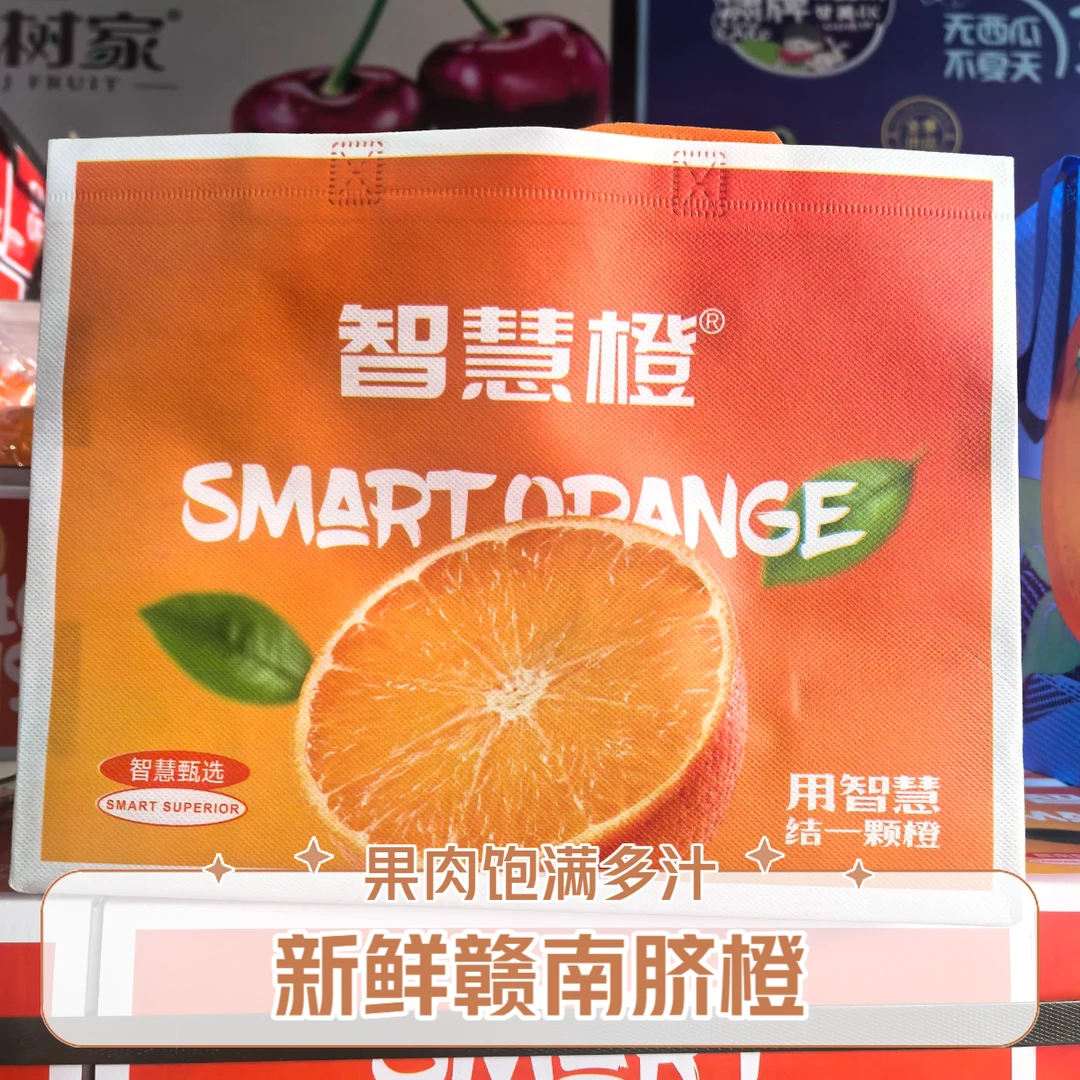 树家®
J FRUIT
无西瓜
不夏天
智慧橙®
SMART ORANGE
智慧甄选
SMART SUPERIOR
用智慧
结一颗橙
果肉饱满多汁
新鲜赣南脐橙
SMART